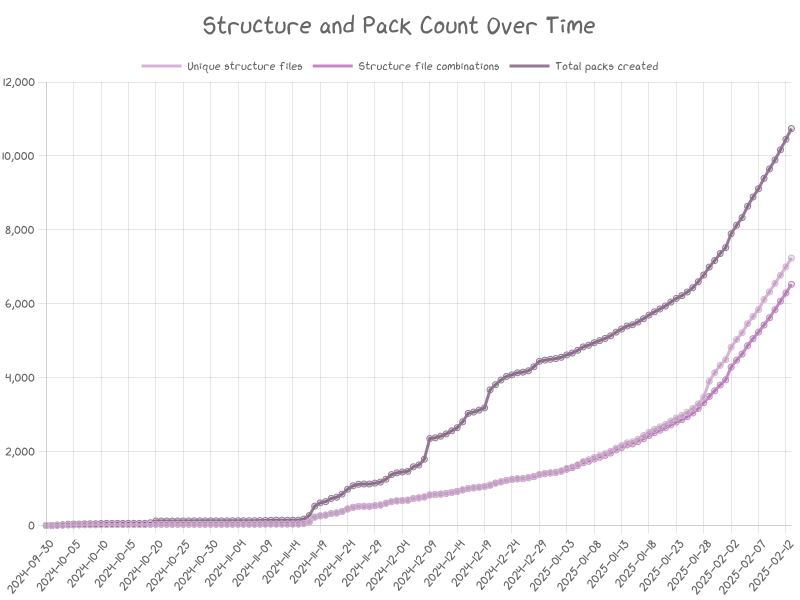 Structure and Pack Count Over Time
Unique structure files Structure file combinations Total packs created
12,000
10,000
8,000
6,000
4,000
2,000
0
2024-09-30 2024-10-05 2024-10-10 2024-10-15 2024-10-20 2024-10-25 2024-10-30 2024-11-04 2024-11-09 2024-11-14 2024-11-19 2024-11-24 2024-11-29 2024-12-04 2024-12-09 2024-12-14 2024-12-19 2024-12-24 2024-12-29 2025-01-03 2025-01-08 2025-01-13 2025-01-18 2025-01-23 2025-01-28 2025-02-02 2025-02-07 2025-02-12